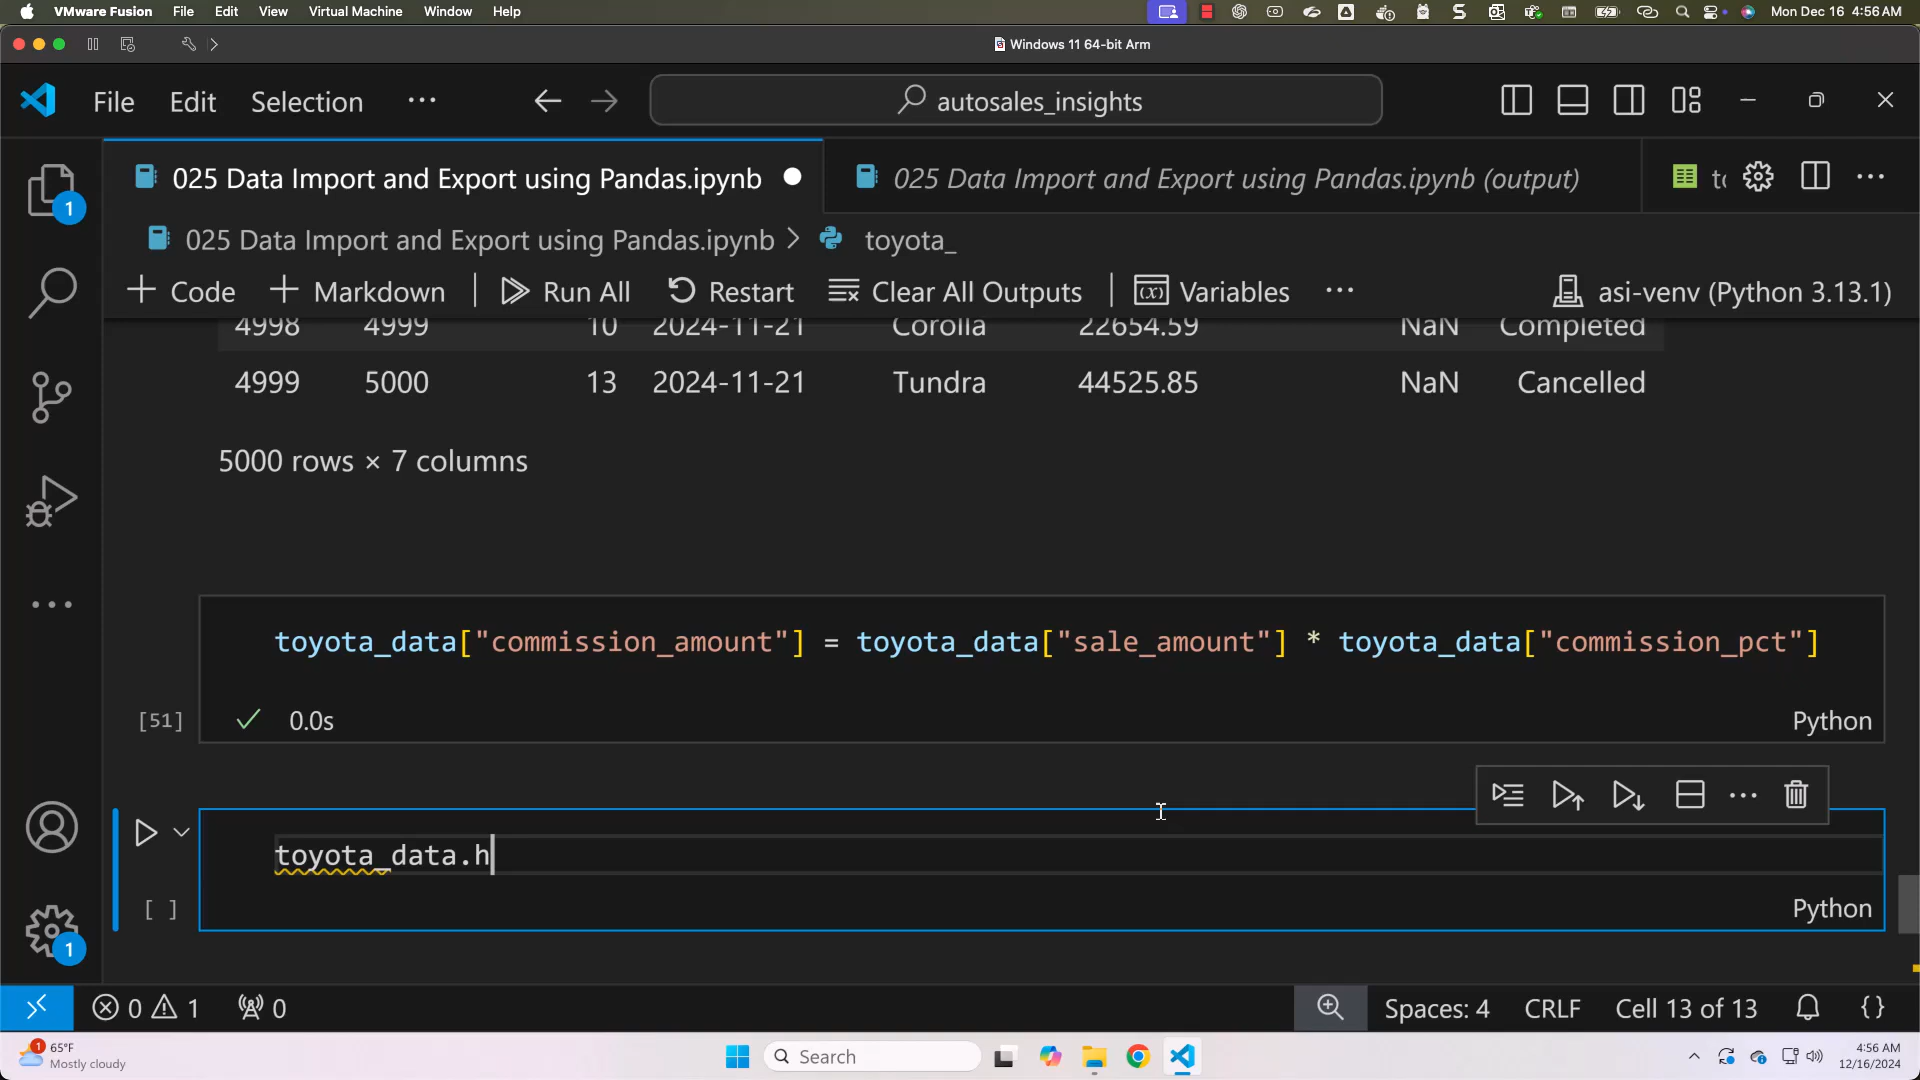 VMware Fusion File Edit View Virtual Machine Window Help Mon Dec 16 4:56 AM
Windows 11 64-bit Arm
File Edit Selection ... autosales_insights
025 Data Import and Export using Pandas.ipynb 025 Data Import and Export using Pandas.ipynb (output)
025 Data Import and Export using Pandas.ipynb > toyota_
+ Code + Markdown Run All Restart Clear All Outputs Variables ... asi-venv (Python 3.13.1)
4998 4999 10 2024-11-21 Corolla 22654.59 NaN Completed
4999 5000 13 2024-11-21 Tundra 44525.85 NaN Cancelled
5000 rows × 7 columns
toyota_data["commission_amount"] = toyota_data["sale_amount"] * toyota_data["commission_pct"]
[51] 0.0s Python
toyota_data.h
[ ] Python
1
1
0 1 0 Spaces: 4 CRLF Cell 13 of 13 {}
1 65°F
Mostly cloudy
Search
4:56 AM
12/16/2024